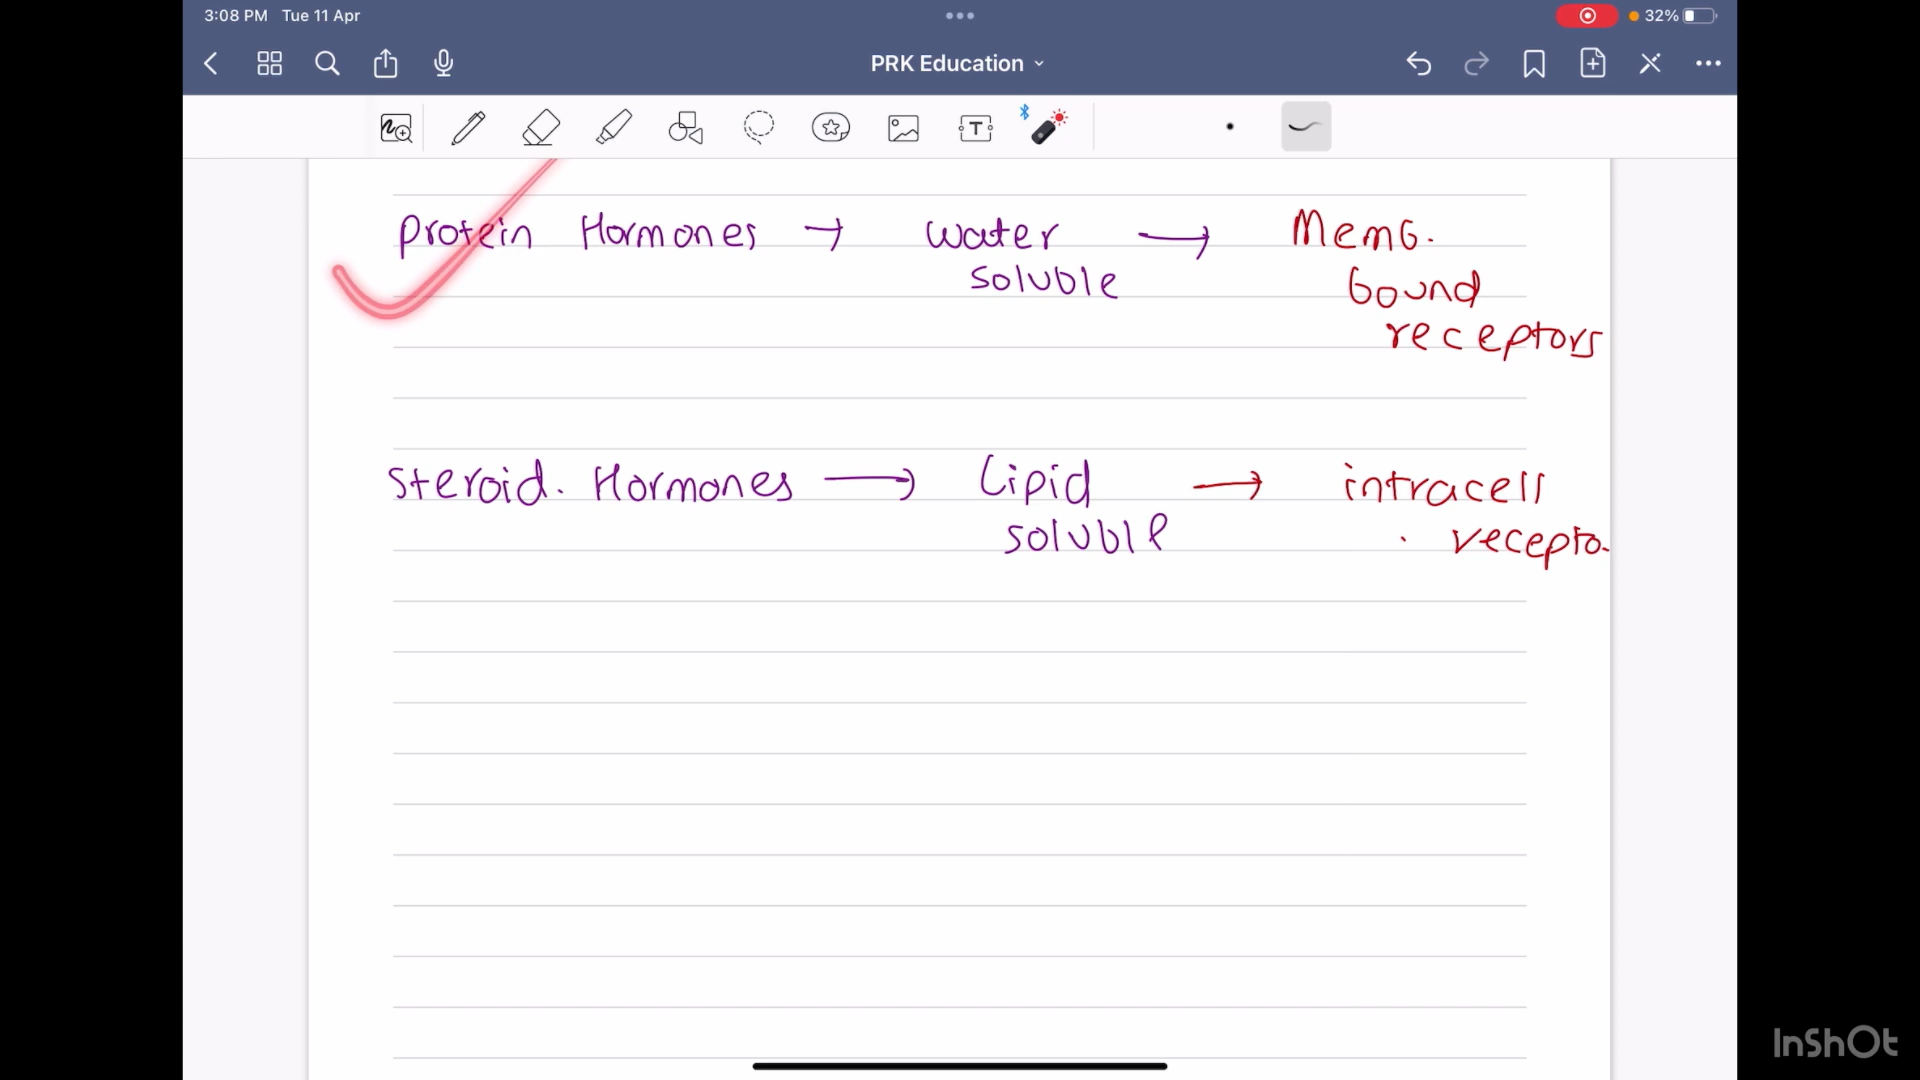 3:08 PM Tue 11 Apr
32%
PRK Education
T
Protein Hormones → water → Memb.
soluble bound
receptors
Steroid. Hormones → Lipid → intracell
soluble . recepto.
InShOt